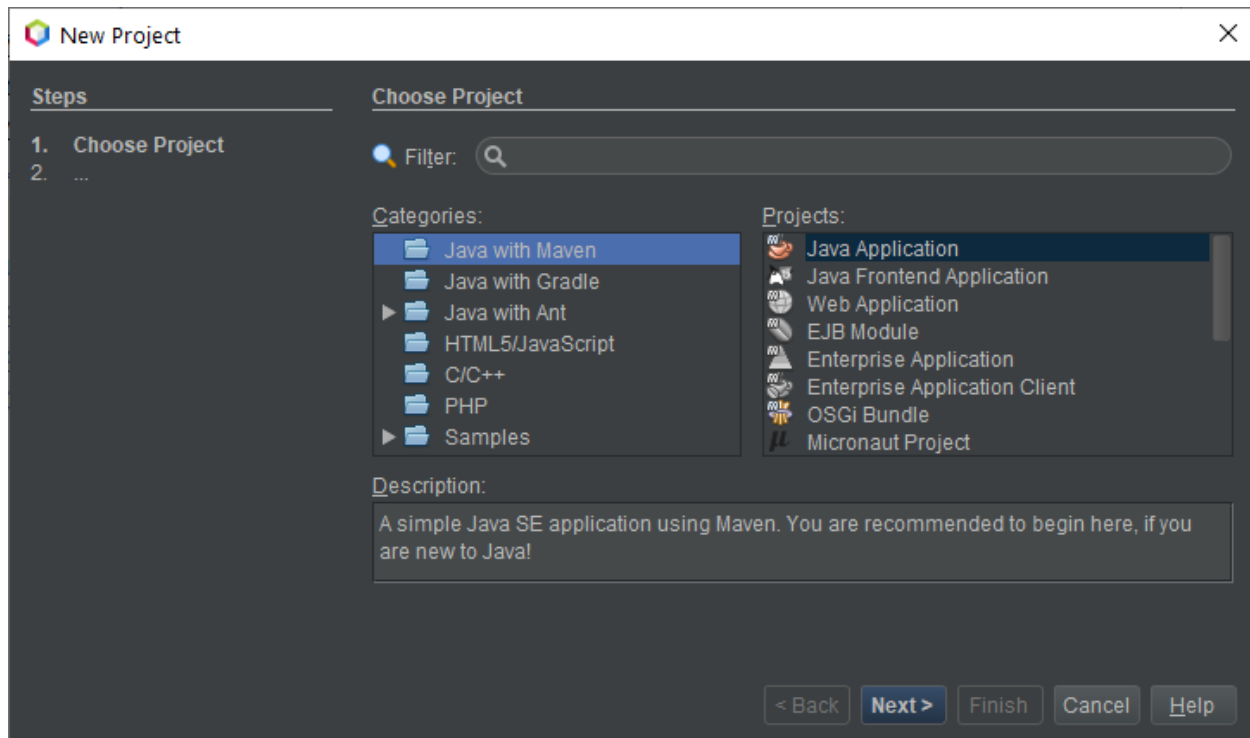 New Project
Steps
1. Choose Project
2. ...
Choose Project
Filter:
Categories:
Java with Maven
Java with Gradle
Java with Ant
HTML5/JavaScript
C/C++
PHP
Samples
Projects:
Java Application
Java Frontend Application
Web Application
EJB Module
Enterprise Application
Enterprise Application Client
OSGi Bundle
Micronaut Project
Description:
A simple Java SE application using Maven. You are recommended to begin here, if you
are new to Java!
< Back Next > Finish Cancel Help